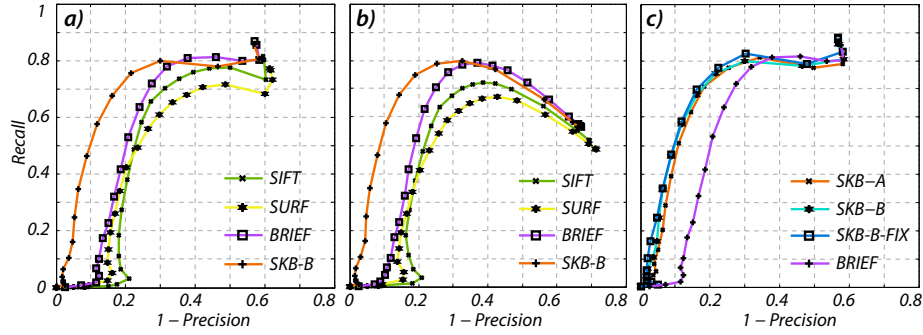 a) b) c)
1
0.8
0.6
0.4
0.2
0
Recall
SIFT
SURF
BRIEF
SKB-B
SIFT
SURF
BRIEF
SKB-B
SKB–A
SKB–B
SKB-B-FIX
BRIEF
0 0.2 0.4 0.6 0.8 0 0.2 0.4 0.6 0.8 0 0.2 0.4 0.6 0.8
1 – Precision 1 – Precision 1 – Precision